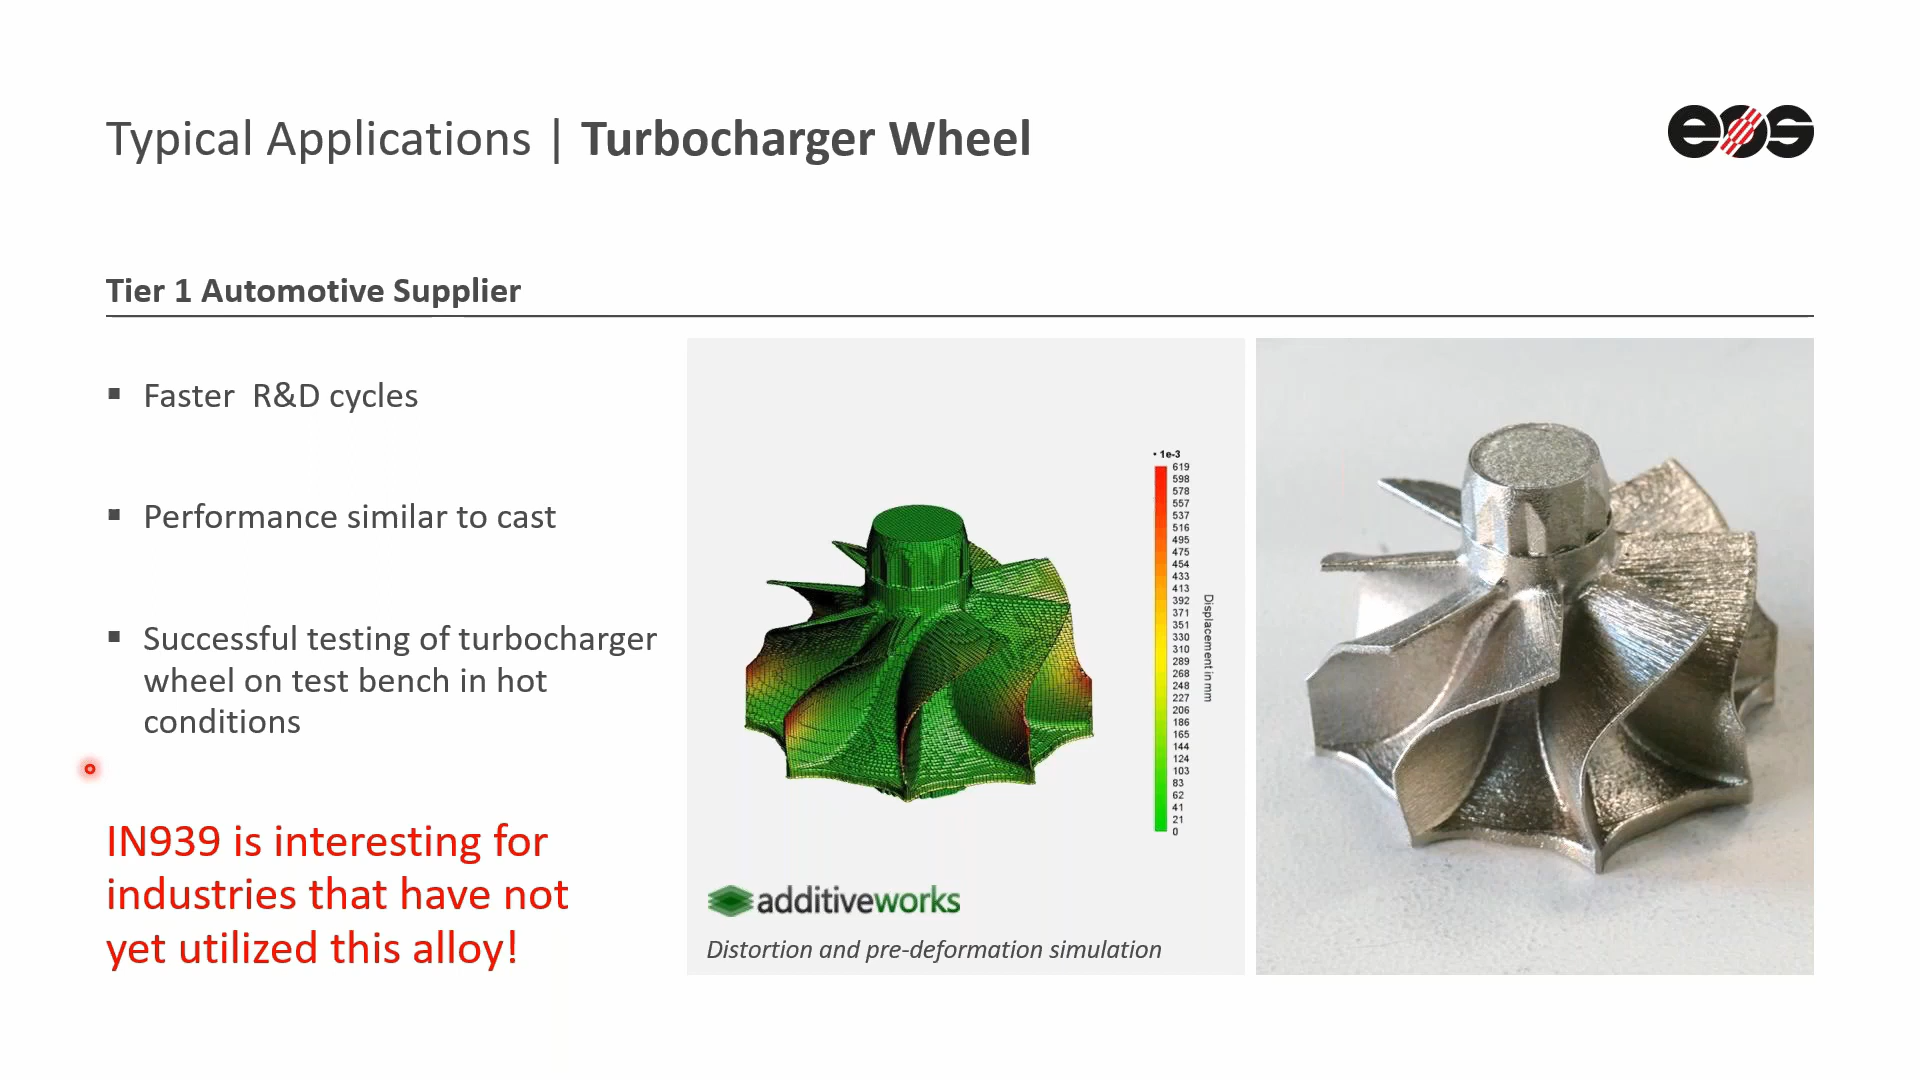 Typical Applications | Turbocharger Wheel
eos
Tier 1 Automotive Supplier
▪ Faster  R&D cycles
▪ Performance similar to cast
▪ Successful testing of turbocharger
wheel on test bench in hot
conditions
IN939 is interesting for
industries that have not
yet utilized this alloy!
• 1e-3
619
598
578
557
537
516
495
475
454
433
413
392
371
351
330
310
289
268
248
227
206
186
165
144
124
103
83
62
41
21
0
Displacement in mm
additiveworks
Distortion and pre-deformation simulation